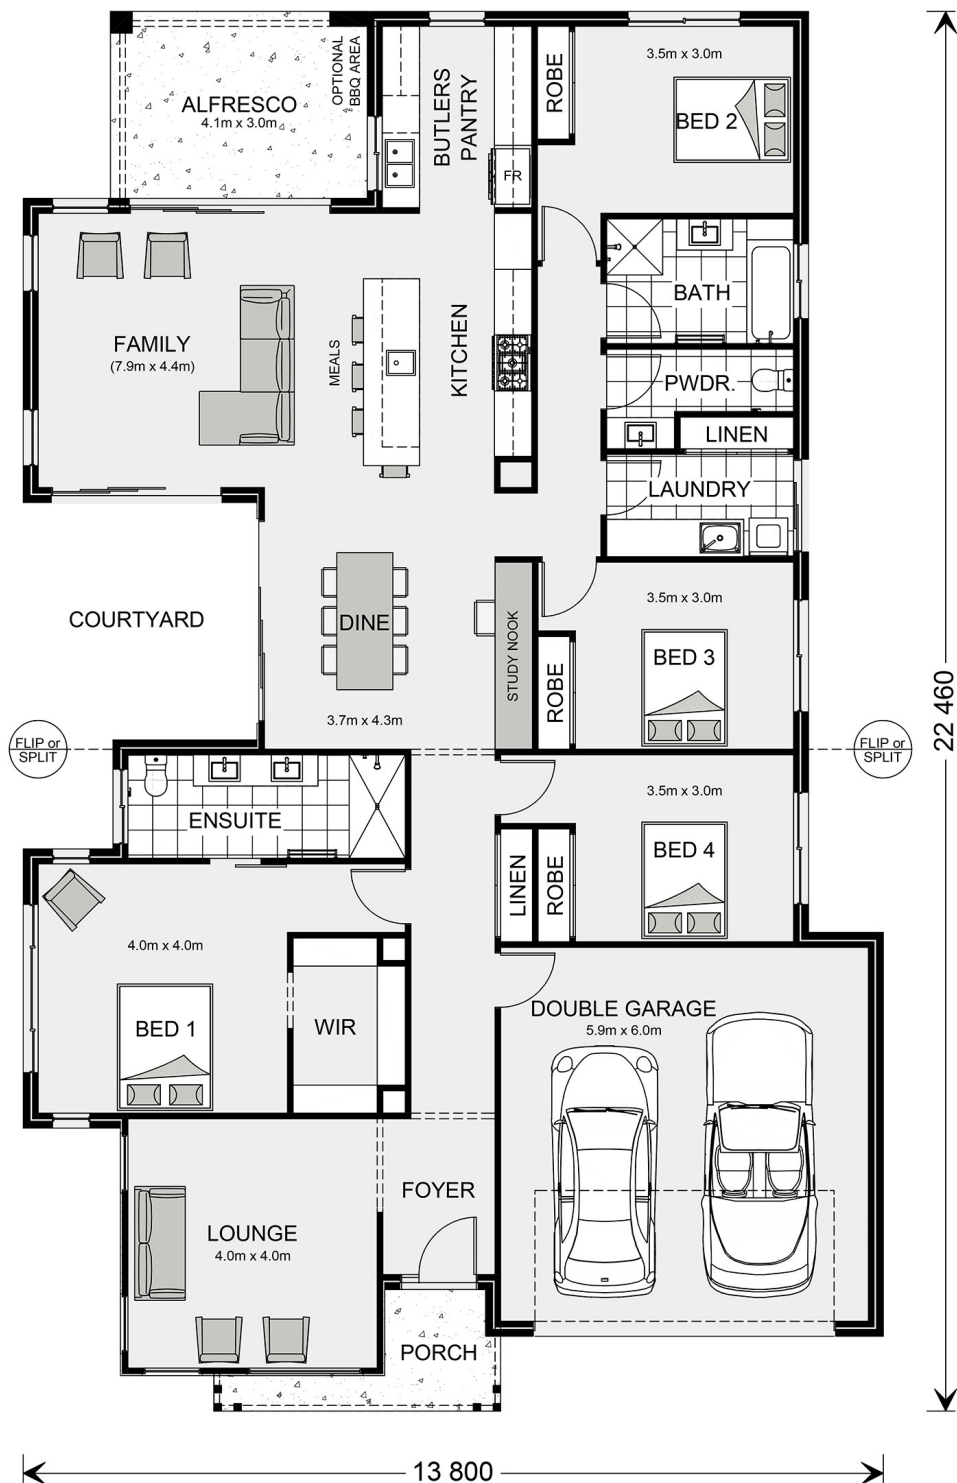 OPTIONAL
BBQ AREA
ALFRESCO
4.1m x 3.0m
BUTLERS
PANTRY
FR
ROBE
3.5m x 3.0m
BED 2
BATH
FAMILY
(7.9m x 4.4m)
MEALS
KITCHEN
PWDR.
LINEN
LAUNDRY
COURTYARD
DINE
3.7m x 4.3m
STUDY NOOK
3.5m x 3.0m
BED 3
ROBE
FLIP or
SPLIT
FLIP or
SPLIT
22 460
ENSUITE
3.5m x 3.0m
BED 4
LINEN
ROBE
4.0m x 4.0m
BED 1
WIR
DOUBLE GARAGE
5.9m x 6.0m
FOYER
LOUNGE
4.0m x 4.0m
PORCH
13 800